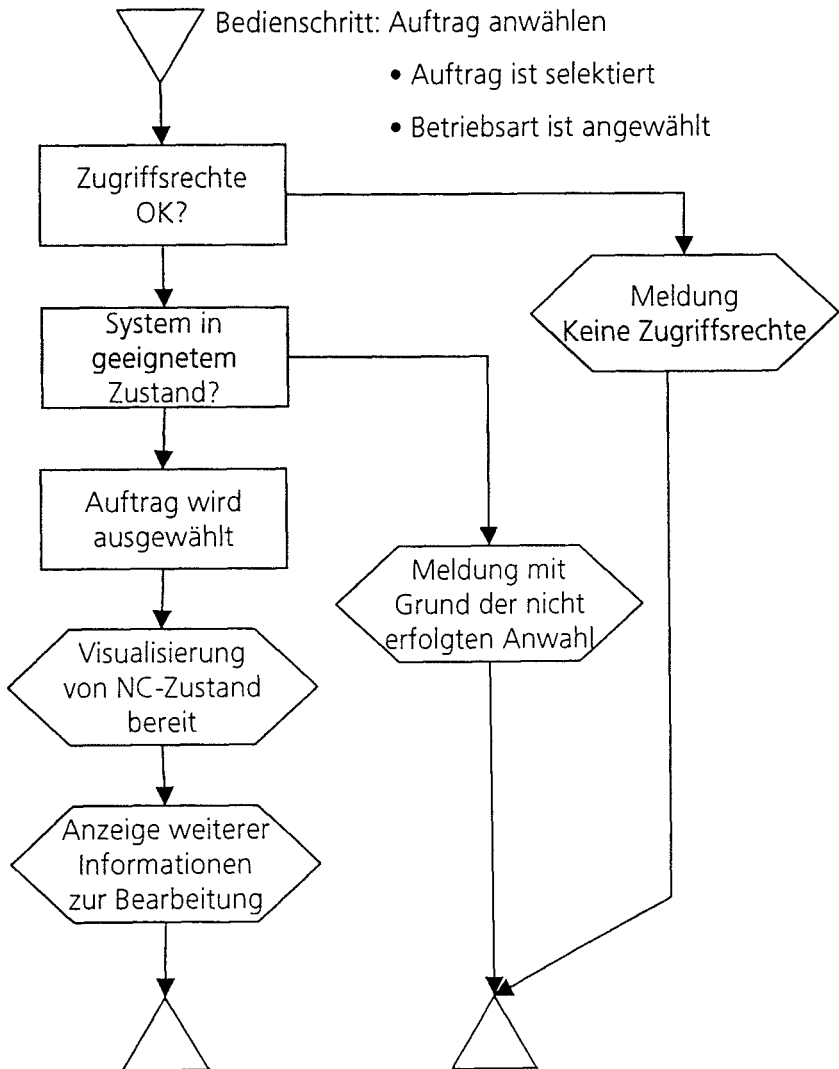 Bedienschritt: Auftrag anwählen
• Auftrag ist selektiert
• Betriebsart ist angewählt
Zugriffsrechte
OK?
Meldung
Keine Zugriffsrechte
System in
geeignetem
Zustand?
Auftrag wird
ausgewählt
Meldung mit
Grund der nicht
erfolgten Anwahl
Visualisierung
von NC-Zustand
bereit
Anzeige weiterer
Informationen
zur Bearbeitung